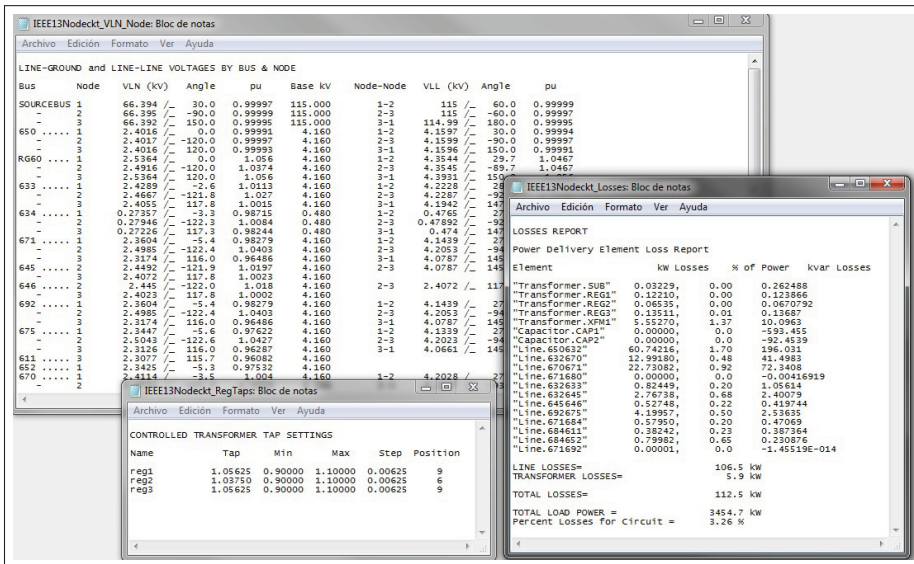 IEEE13Nodeckt_VLN_Node: Bloc de notas
Archivo Edición Formato Ver Ayuda
LINE-GROUND and LINE-LINE VOLTAGES BY BUS & NODE
Bus Node VLN (kV) Angle pu Base kV Node-Node VLL (kV) Angle pu
SOURCEBUS 1 66.394 /_ 30.0 0.99997 115.000 1-2 115 /_ 60.0 0.99999
- 2 66.395 /_ -90.0 0.99999 115.000 2-3 115 /_ -60.0 0.99997
- 3 66.392 /_ 150.0 0.99995 115.000 3-1 114.99 /_ 180.0 0.99995
650 ..... 1 2.4016 /_ 0.0 0.99991 4.160 1-2 4.1597 /_ 30.0 0.99994
- 2 2.4017 /_ -120.0 0.99997 4.160 2-3 4.1599 /_ -90.0 0.99997
- 3 2.4016 /_ 120.0 0.99993 4.160 3-1 4.1596 /_ 150.0 0.99991
RG60 .... 1 2.5364 /_ 0.0 1.056 4.160 1-2 4.3544 /_ 29.7 1.0467
- 2 2.4916 /_ -120.0 1.0374 4.160 2-3 4.3545 /_ -89.7 1.0467
- 3 2.5364 /_ 120.0 1.056 4.160 3-1 4.3931 /_
633 ..... 1 2.4289 /_ -2.6 1.0113 4.160 1-2 4.2228 /_ 28
- 2 2.4667 /_ -121.8 1.027 4.160 2-3 4.2287 /_ -92
- 3 2.4055 /_ 117.8 1.0015 4.160 3-1 4.1942 /_ 147
634 ..... 1 0.27357 /_ -3.3 0.98715 0.480 1-2 0.4765 /_ 27
- 2 0.27946 /_ -122.3 1.0084 0.480 2-3 0.47892 /_ -92
- 3 0.27226 /_ 117.3 0.98244 0.480 3-1 0.474 /_ 147
671 ..... 1 2.3604 /_ -5.4 0.98279 4.160 1-2 4.1439 /_ 27
- 2 2.4985 /_ -122.4 1.0403 4.160 2-3 4.2053 /_ -94
- 3 2.3174 /_ 116.0 0.96486 4.160 3-1 4.0787 /_ 145
645 ..... 2 2.4492 /_ -121.9 1.0197 4.160 2-3 4.0787 /_ 145
- 3 2.4072 /_ 117.8 1.0023 4.160
646 ..... 2 2.445 /_ -122.0 1.018 4.160 2-3 2.4072 /_ 117
- 3 2.4023 /_ 117.8 1.0002 4.160
692 ..... 1 2.3604 /_ -5.4 0.98279 4.160 1-2 4.1439 /_ 27
- 2 2.4985 /_ -122.4 1.0403 4.160 2-3 4.2053 /_ -94
- 3 2.3174 /_ 116.0 0.96486 4.160 3-1 4.0787 /_ 145
675 ..... 1 2.3447 /_ -5.6 0.97622 4.160 1-2 4.1339 /_ 27
- 2 2.5043 /_ -122.6 1.0427 4.160 2-3 4.2023 /_ -94
- 3 2.3126 /_ 116.0 0.96287 4.160 3-1 4.0661 /_ 145
611 ..... 3 2.3077 /_ 115.7 0.96082 4.160
652 ..... 1 2.3425 /_ -5.3 0.97532 4.160
670 ..... 1 2.4114 /_ -3.5 1.004 4.160 1-2 4.2028 /_ 27
- 2
IEEE13Nodeckt_RegTaps: Bloc de notas
Archivo Edición Formato Ver Ayuda
CONTROLLED TRANSFORMER TAP SETTINGS
Name Tap Min Max Step Position
reg1 1.05625 0.90000 1.10000 0.00625 9
reg2 1.03750 0.90000 1.10000 0.00625 6
reg3 1.05625 0.90000 1.10000 0.00625 9
IEEE13Nodeckt_Losses: Bloc de notas
Archivo Edición Formato Ver Ayuda
LOSSES REPORT
Power Delivery Element Loss Report
Element kW Losses % of Power kvar Losses
"Transformer.SUB" 0.03229, 0.00 0.262488
"Transformer.REG1" 0.12210, 0.00 0.123866
"Transformer.REG2" 0.06535, 0.00 0.0670792
"Transformer.REG3" 0.13511, 0.01 0.13687
"Transformer.XFM1" 5.55270, 1.37 10.0963
"Capacitor.CAP1" 0.00000, 0.0 -593.455
"Capacitor.CAP2" 0.00000, 0.0 -92.4539
"Line.650632" 60.74216, 1.70 196.031
"Line.632670" 12.99180, 0.48 41.4983
"Line.670671" 22.73082, 0.92 72.3408
"Line.671680" 0.00000, 0.0 -0.00416919
"Line.632633" 0.82449, 0.20 1.05614
"Line.632645" 2.76738, 0.68 2.40079
"Line.645646" 0.52748, 0.22 0.419744
"Line.692675" 4.19957, 0.50 2.53635
"Line.671684" 0.57950, 0.20 0.47069
"Line.684611" 0.38242, 0.23 0.387364
"Line.684652" 0.79982, 0.65 0.230876
"Line.671692" 0.00001, 0.0 -1.45519E-014
LINE LOSSES= 106.5 kW
TRANSFORMER LOSSES= 5.9 kW
TOTAL LOSSES= 112.5 kW
TOTAL LOAD POWER = 3454.7 kW
Percent Losses for Circuit = 3.26 %